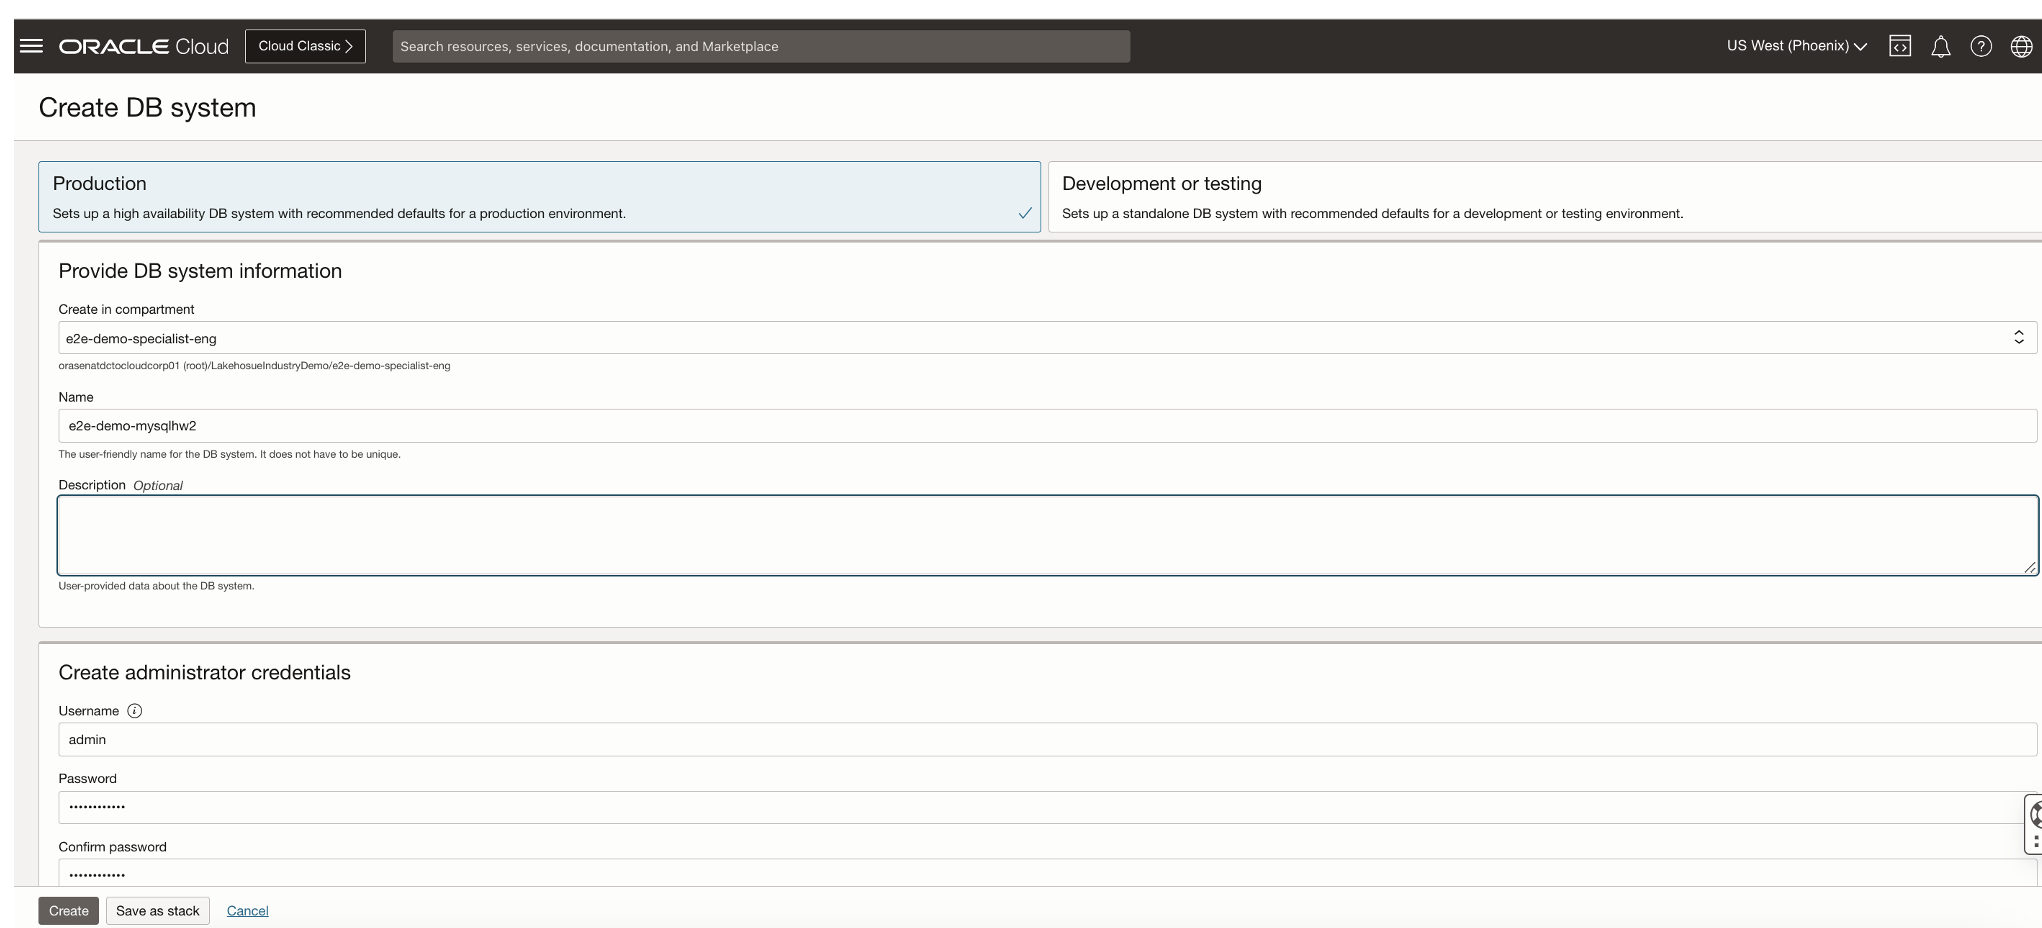 ORACLE Cloud
Cloud Classic
Search resources, services, documentation, and Marketplace
US West (Phoenix)
Create DB system
Production
Sets up a high availability DB system with recommended defaults for a production environment.
Development or testing
Sets up a standalone DB system with recommended defaults for a development or testing environment.
Provide DB system information
Create in compartment
e2e-demo-specialist-eng
orasenatdctocloudcorp01 (root)/LakehosueIndustryDemo/e2e-demo-specialist-eng
Name
e2e-demo-mysqlhw2
The user-friendly name for the DB system. It does not have to be unique.
Description Optional
User-provided data about the DB system.
Create administrator credentials
Username
admin
Password
••••••••••••
Confirm password
••••••••••••
Create
Save as stack
Cancel